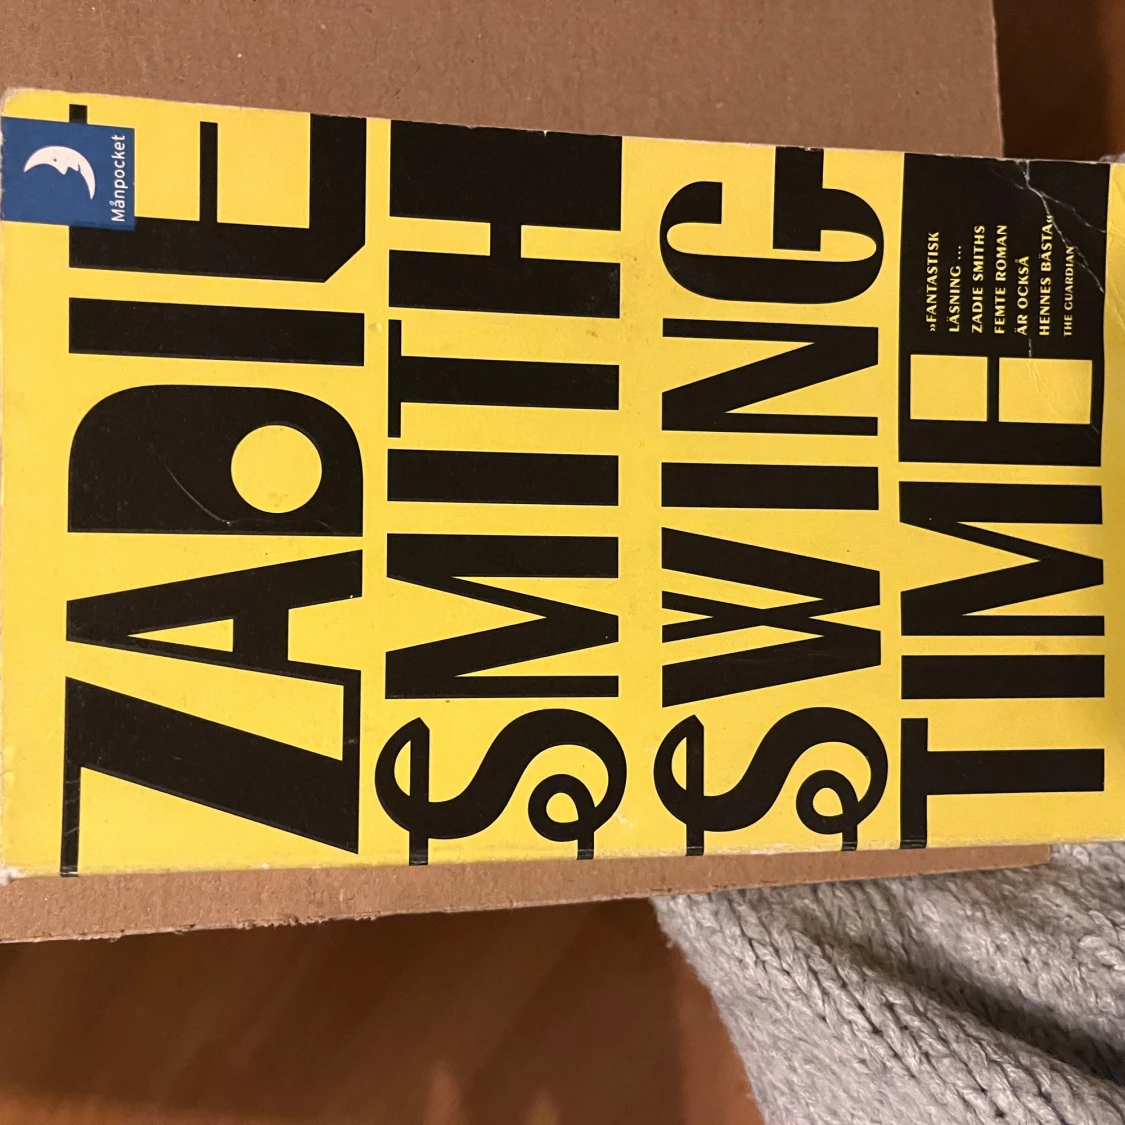 Månpocket
ZADIE
SMITH
SWING
TIME
»FANTASTISK
LÄSNING ...
ZADIE SMITHS
FEMTE ROMAN
ÄR OCKSÅ
HENNES BÄSTA«
THE GUARDIAN